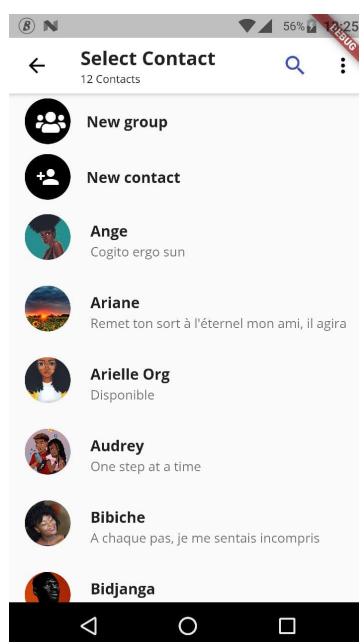 56% 12:25
DEBUG
Select Contact
12 Contacts
New group
New contact
Ange
Cogito ergo sun
Ariane
Remet ton sort à l'éternel mon ami, il agira
Arielle Org
Disponible
Audrey
One step at a time
Bibiche
A chaque pas, je me sentais incompris
Bidjanga